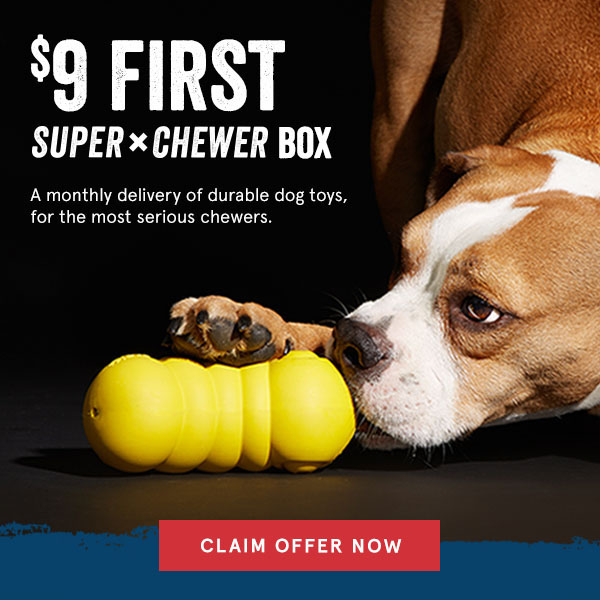 $9 FIRST
SUPER × CHEWER BOX
A monthly delivery of durable dog toys,
for the most serious chewers.
CLAIM OFFER NOW